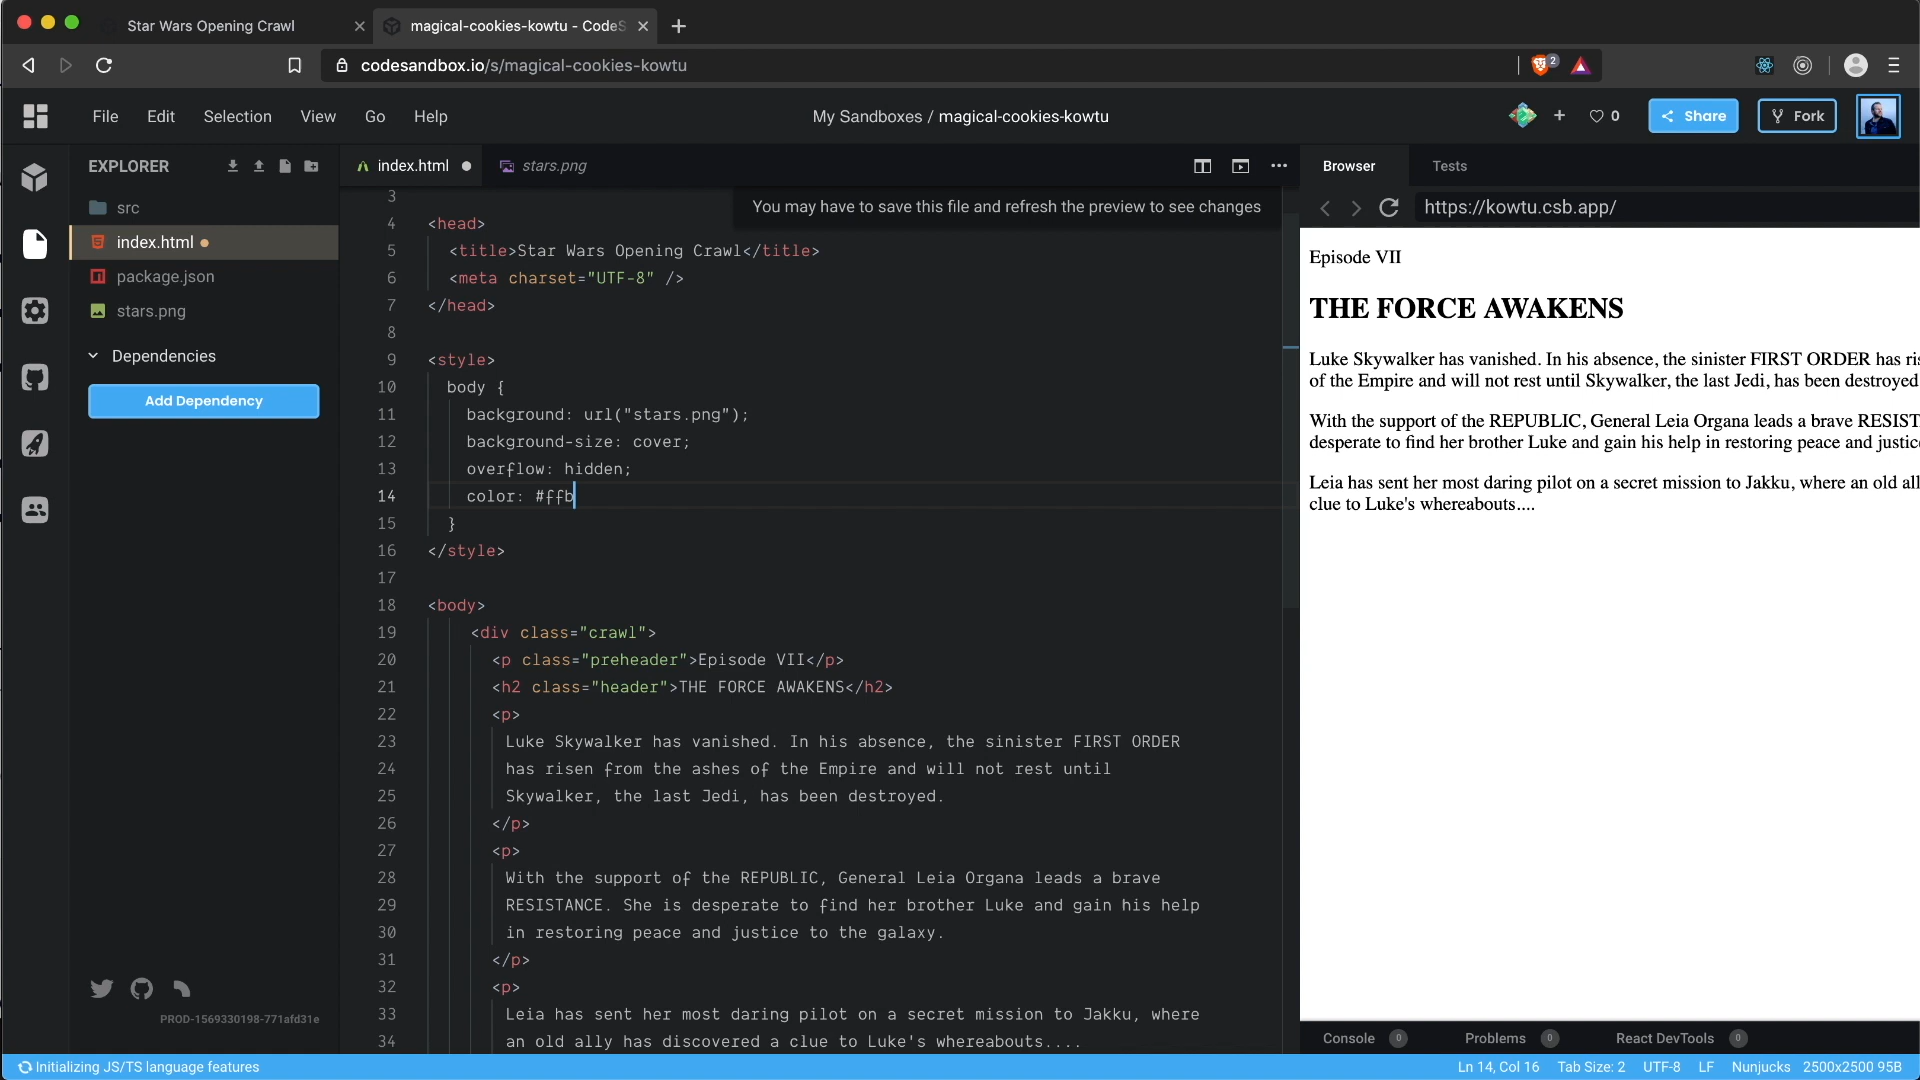 Star Wars Opening Crawl
magical-cookies-kowtu - CodeS
codesandbox.io/s/magical-cookies-kowtu
2
File Edit Selection View Go Help
My Sandboxes / magical-cookies-kowtu
0
Share
Fork
EXPLORER
src
index.html
package.json
stars.png
Dependencies
Add Dependency
PROD-1569330198-771afd31e
index.html
stars.png
You may have to save this file and refresh the preview to see changes
3
4 <head>
5 <title>Star Wars Opening Crawl</title>
6 <meta charset="UTF-8" />
7 </head>
8
9 <style>
10 body {
11 background: url("stars.png");
12 background-size: cover;
13 overflow: hidden;
14 color: #ffb
15 }
16 </style>
17
18 <body>
19 <div class="crawl">
20 <p class="preheader">Episode VII</p>
21 <h2 class="header">THE FORCE AWAKENS</h2>
22 <p>
23 Luke Skywalker has vanished. In his absence, the sinister FIRST ORDER
24 has risen from the ashes of the Empire and will not rest until
25 Skywalker, the last Jedi, has been destroyed.
26 </p>
27 <p>
28 With the support of the REPUBLIC, General Leia Organa leads a brave
29 RESISTANCE. She is desperate to find her brother Luke and gain his help
30 in restoring peace and justice to the galaxy.
31 </p>
32 <p>
33 Leia has sent her most daring pilot on a secret mission to Jakku, where
34 an old ally has discovered a clue to Luke's whereabouts....
Browser Tests
https://kowtu.csb.app/
Episode VII
THE FORCE AWAKENS
Luke Skywalker has vanished. In his absence, the sinister FIRST ORDER has ris
of the Empire and will not rest until Skywalker, the last Jedi, has been destroyed
With the support of the REPUBLIC, General Leia Organa leads a brave RESIST
desperate to find her brother Luke and gain his help in restoring peace and justic
Leia has sent her most daring pilot on a secret mission to Jakku, where an old all
clue to Luke's whereabouts....
Console 0 Problems 0 React DevTools 0
Initializing JS/TS language features
Ln 14, Col 16 Tab Size: 2 UTF-8 LF Nunjucks 2500x2500 95B